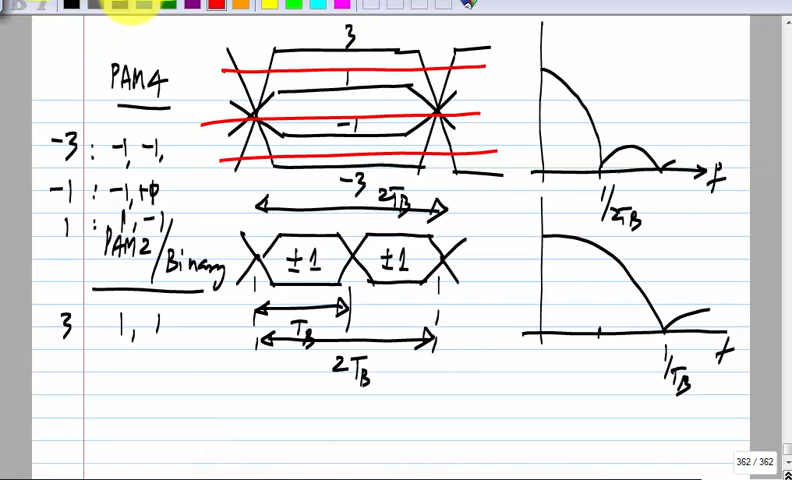 3
PAM4
1
-1
-3 : -1, -1,
-3
2TB
f
-1 : -1, +1
1/2TB
1 : 1, -1
PAM2/Binary
±1
±1
3 1, 1
TB
2TB
f
1/TB
362 / 362